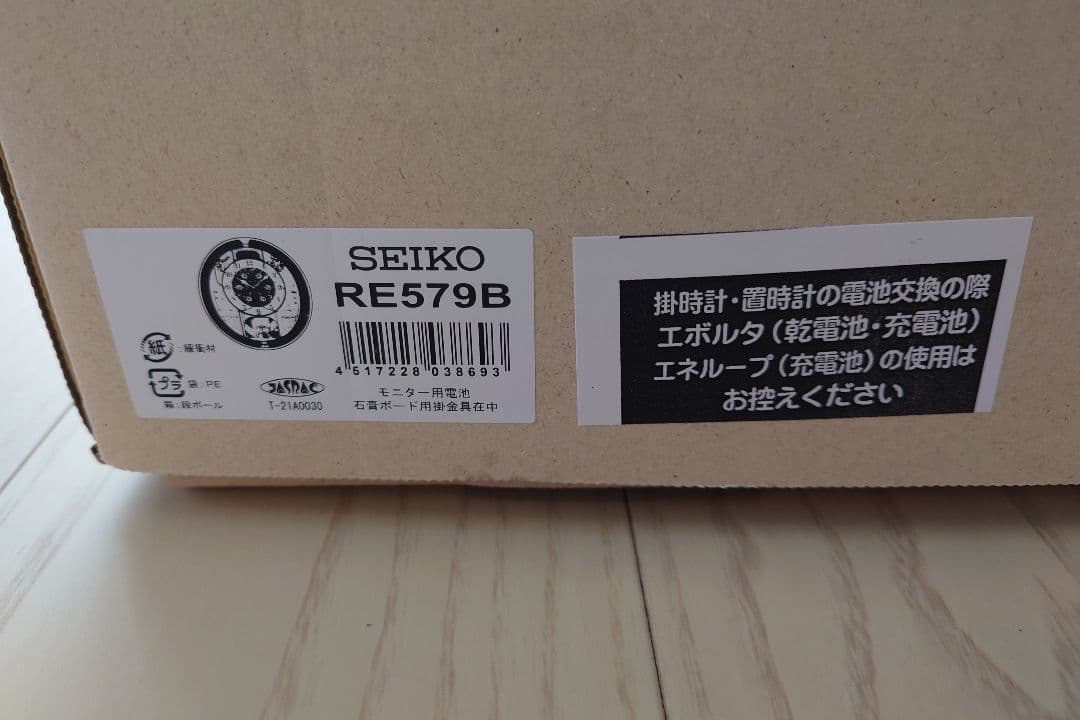 SEIKO
RE579B
4 517228 038693
紙 :緩衝材
プラ 袋:PE
箱:段ボール
JASRAC
T-21A0030
モニター用電池
石膏ボード用掛金具在中
掛時計・置時計の電池交換の際
エボルタ(乾電池・充電池)
エネループ(充電池)の使用は
お控えください